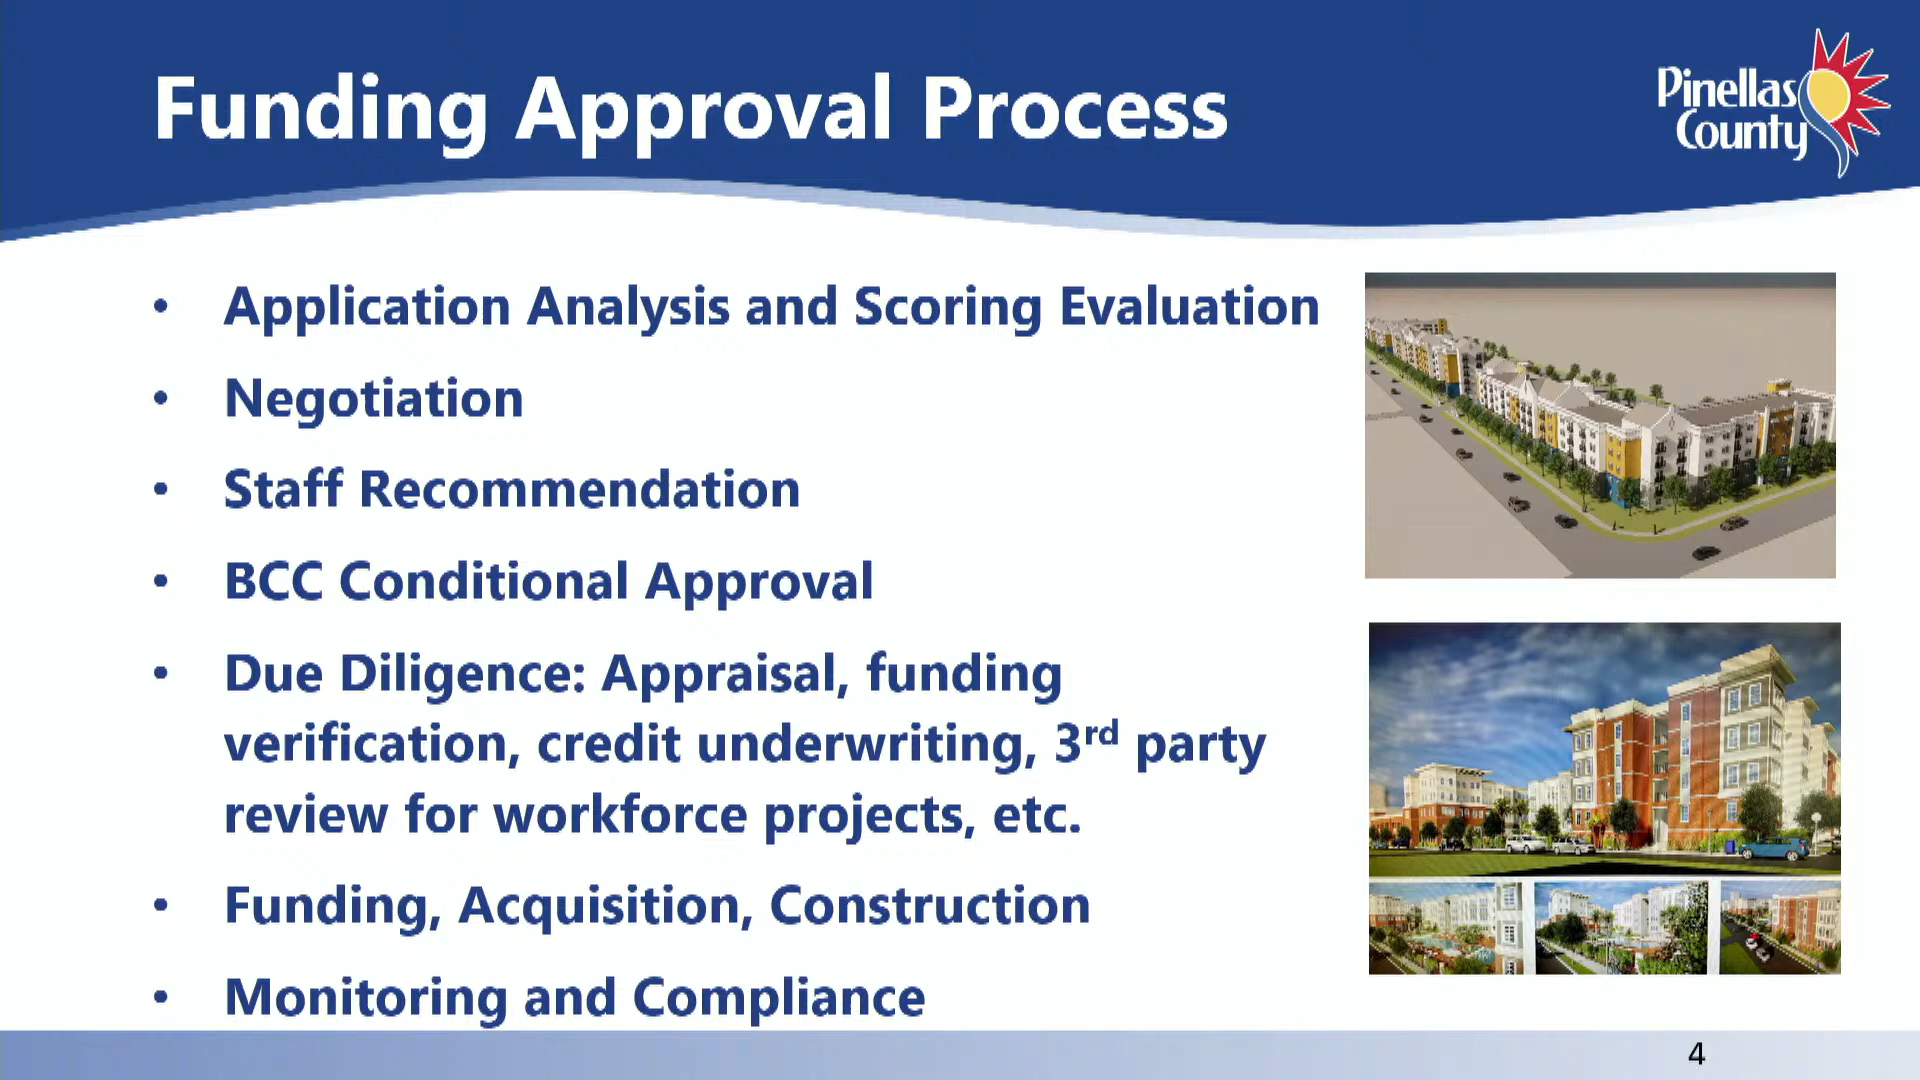 Funding Approval Process
Pinellas
County
• Application Analysis and Scoring Evaluation
• Negotiation
• Staff Recommendation
• BCC Conditional Approval
• Due Diligence: Appraisal, funding
verification, credit underwriting, 3rd party
review for workforce projects, etc.
• Funding, Acquisition, Construction
• Monitoring and Compliance
4